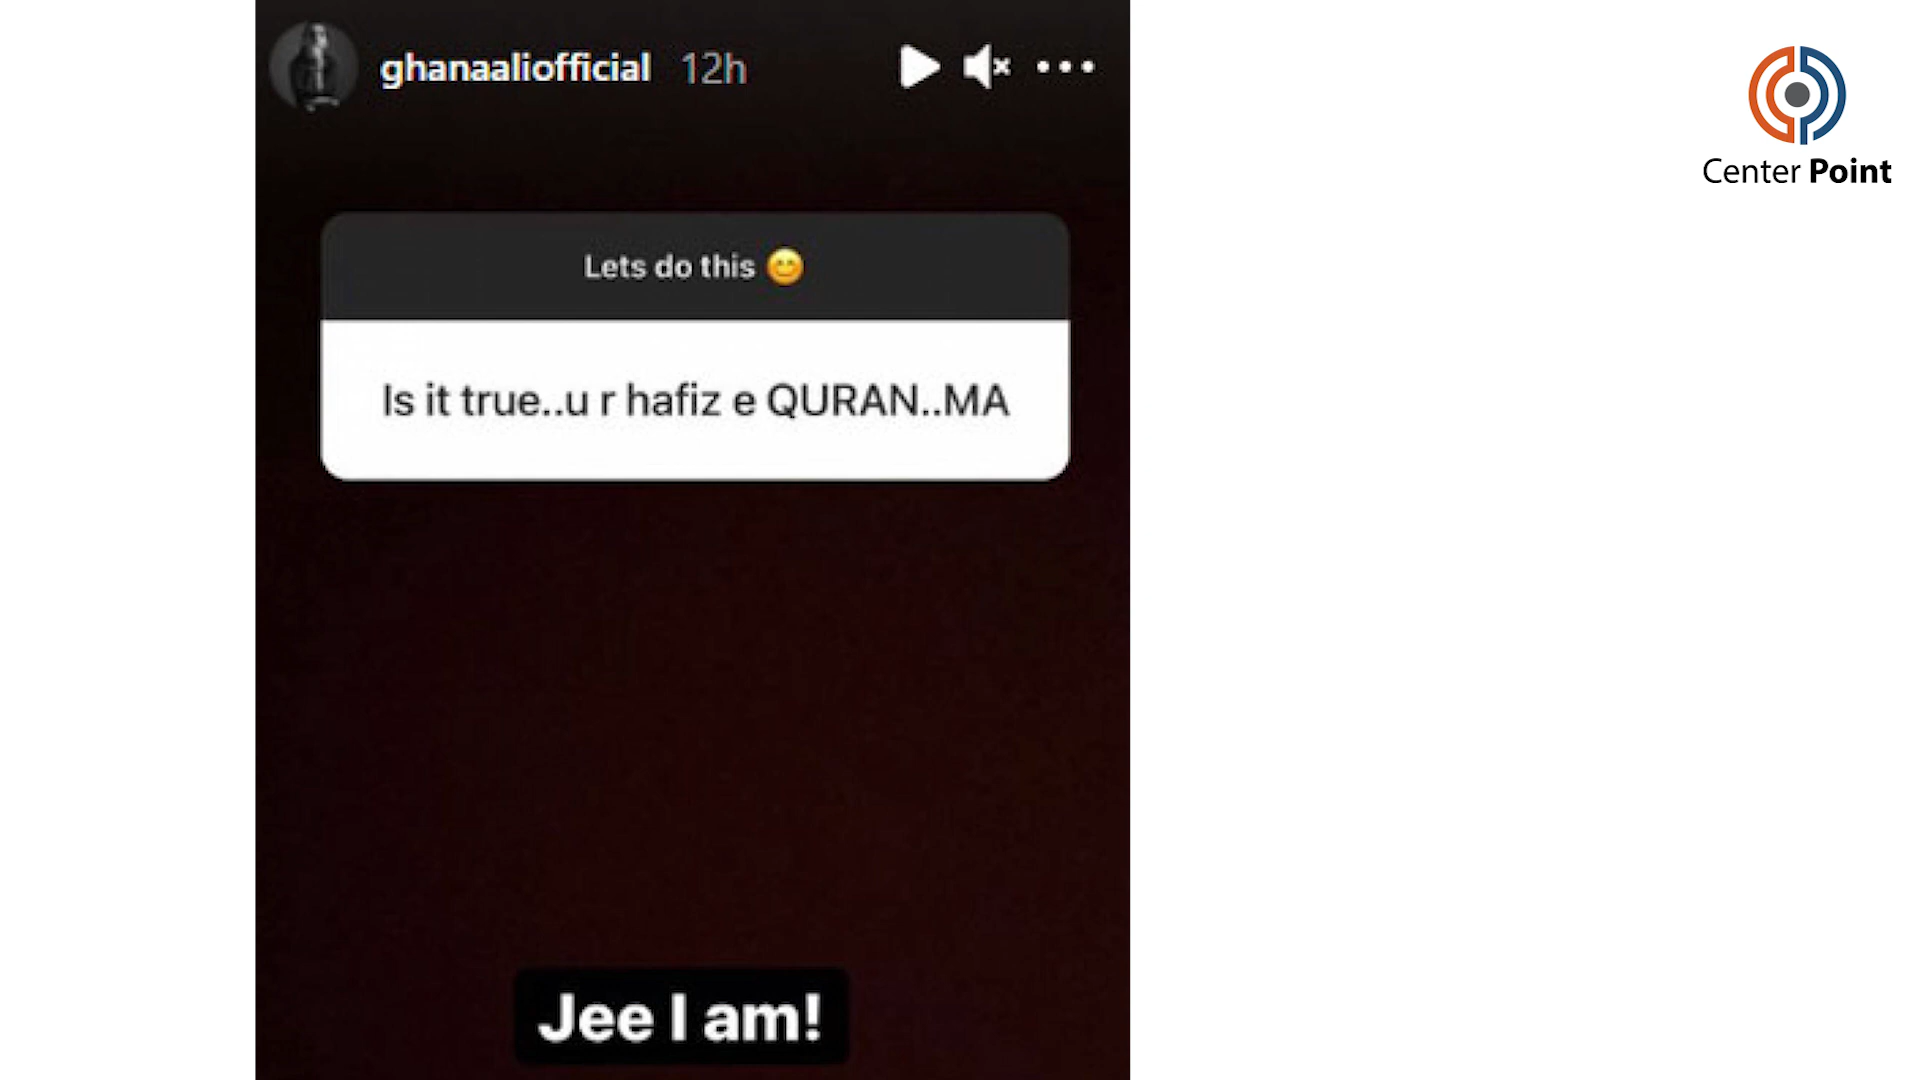 ghanaaliofficial 12h
Center Point
Lets do this 😊
Is it true..u r hafiz e QURAN..MA
Jee I am!